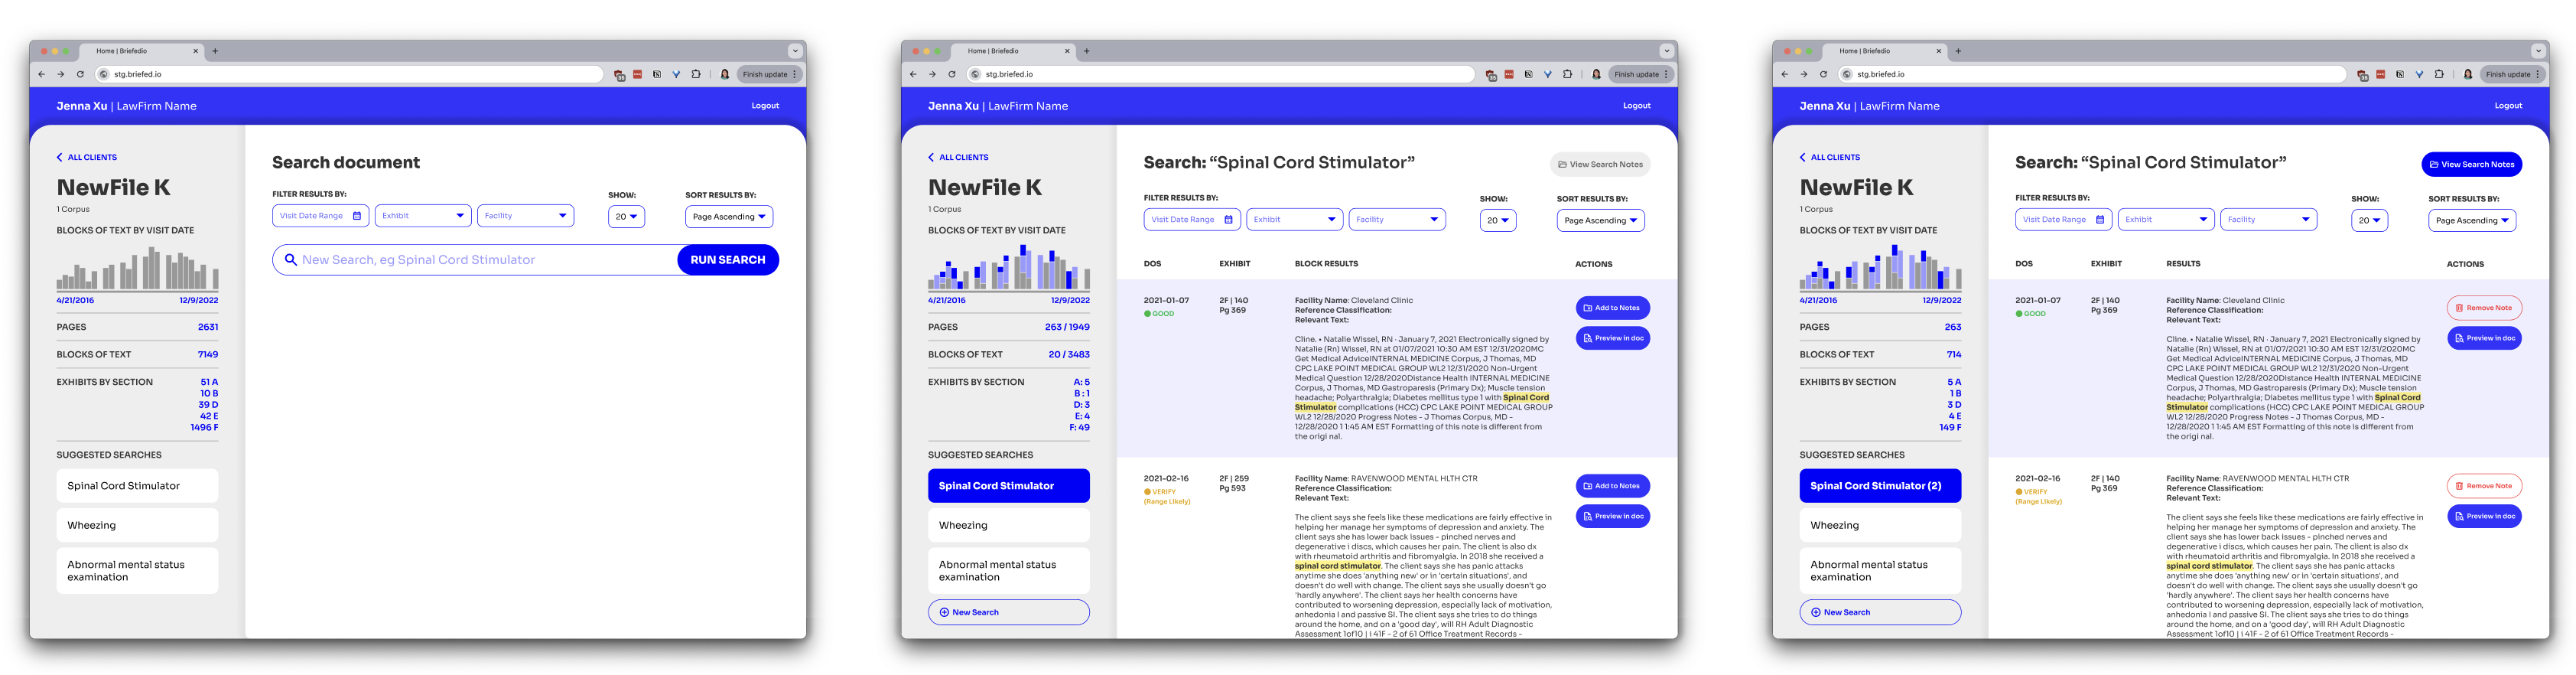 Home | Briefedio
stg.briefed.io
Finish update
Jenna Xu | LawFirm Name
Logout
ALL CLIENTS
NewFile K
1 Corpus
BLOCKS OF TEXT BY VISIT DATE
4/21/2016 12/9/2022
PAGES 2631
BLOCKS OF TEXT 7149
EXHIBITS BY SECTION 51 A
10 B
39 D
42 E
1496 F
SUGGESTED SEARCHES
Spinal Cord Stimulator
Wheezing
Abnormal mental status
examination
Search document
FILTER RESULTS BY: SHOW: SORT RESULTS BY:
Visit Date Range Exhibit Facility 20 Page Ascending
New Search, eg Spinal Cord Stimulator RUN SEARCH
Home | Briefedio
stg.briefed.io
Finish update
Jenna Xu | LawFirm Name
Logout
ALL CLIENTS
NewFile K
1 Corpus
BLOCKS OF TEXT BY VISIT DATE
4/21/2016 12/9/2022
PAGES 263 / 1949
BLOCKS OF TEXT 20 / 3483
EXHIBITS BY SECTION A: 5
B : 1
D: 3
E: 4
F: 49
SUGGESTED SEARCHES
Spinal Cord Stimulator
Wheezing
Abnormal mental status
examination
New Search
Search: “Spinal Cord Stimulator”
View Search Notes
FILTER RESULTS BY: SHOW: SORT RESULTS BY:
Visit Date Range Exhibit Facility 20 Page Ascending
DOS EXHIBIT BLOCK RESULTS ACTIONS
2021-01-07
GOOD
2F | 140
Pg 369
Facility Name: Cleveland Clinic
Reference Classification:
Relevant Text:
Cline. • Natalie Wissel, RN - January 7, 2021 Electronically signed by
Natalie (Rn) Wissel, RN at 01/07/2021 10:30 AM EST 12/31/2020MC
Get Medical AdviceINTERNAL MEDICINE Corpus, J Thomas, MD
CPC LAKE POINT MEDICAL GROUP WL2 12/31/2020 Non-Urgent
Medical Question 12/28/2020Distance Health INTERNAL MEDICINE
Corpus, J Thomas, MD Gastroparesis (Primary Dx); Muscle tension
headache; Polyarthralgia; Diabetes mellitus type 1 with Spinal Cord
Stimulator complications (HCC) CPC LAKE POINT MEDICAL GROUP
WL2 12/28/2020 Progress Notes - J Thomas Corpus, MD -
12/28/2020 1 1:45 AM EST Formatting of this note is different from
the origi nal.
Add to Notes
Preview in doc
2021-02-16
VERIFY
(Range Likely)
2F | 259
Pg 593
Facility Name: RAVENWOOD MENTAL HLTH CTR
Reference Classification:
Relevant Text:
The client says she feels like these medications are fairly effective in
helping her manage her symptoms of depression and anxiety. The
client says she has lower back issues - pinched nerves and
degenerative i discs, which causes her pain. The client is also dx
with rheumatoid arthritis and fibromyalgia. In 2018 she received a
spinal cord stimulator. The client says she has panic attacks
anytime she does 'anything new' or in 'certain situations', and
doesn't do well with change. The client says she usually doesn't go
'hardly anywhere'. The client says her health concerns have
contributed to worsening depression, especially lack of motivation,
anhedonia I and passive SI. The client says she tries to do things
around the home, and on a 'good day', will RH Adult Diagnostic
Assessment 1of10 | i 41F - 2 of 61 Office Treatment Records -
Add to Notes
Preview in doc
Home | Briefedio
stg.briefed.io
Finish update
Jenna Xu | LawFirm Name
Logout
ALL CLIENTS
NewFile K
1 Corpus
BLOCKS OF TEXT BY VISIT DATE
4/21/2016 12/9/2022
PAGES 263
BLOCKS OF TEXT 714
EXHIBITS BY SECTION 5 A
1 B
3 D
4 E
149 F
SUGGESTED SEARCHES
Spinal Cord Stimulator (2)
Wheezing
Abnormal mental status
examination
New Search
Search: “Spinal Cord Stimulator”
View Search Notes
FILTER RESULTS BY: SHOW: SORT RESULTS BY:
Visit Date Range Exhibit Facility 20 Page Ascending
DOS EXHIBIT RESULTS ACTIONS
2021-01-07
GOOD
2F | 140
Pg 369
Facility Name: Cleveland Clinic
Reference Classification:
Relevant Text:
Cline. • Natalie Wissel, RN - January 7, 2021 Electronically signed by
Natalie (Rn) Wissel, RN at 01/07/2021 10:30 AM EST 12/31/2020MC
Get Medical AdviceINTERNAL MEDICINE Corpus, J Thomas, MD
CPC LAKE POINT MEDICAL GROUP WL2 12/31/2020 Non-Urgent
Medical Question 12/28/2020Distance Health INTERNAL MEDICINE
Corpus, J Thomas, MD Gastroparesis (Primary Dx); Muscle tension
headache; Polyarthralgia; Diabetes mellitus type 1 with Spinal Cord
Stimulator complications (HCC) CPC LAKE POINT MEDICAL GROUP
WL2 12/28/2020 Progress Notes - J Thomas Corpus, MD -
12/28/2020 1 1:45 AM EST Formatting of this note is different from
the origi nal.
Remove Note
Preview in doc
2021-02-16
VERIFY
(Range Likely)
2F | 140
Pg 369
Facility Name: RAVENWOOD MENTAL HLTH CTR
Reference Classification:
Relevant Text:
The client says she feels like these medications are fairly effective in
helping her manage her symptoms of depression and anxiety. The
client says she has lower back issues - pinched nerves and
degenerative i discs, which causes her pain. The client is also dx
with rheumatoid arthritis and fibromyalgia. In 2018 she received a
spinal cord stimulator. The client says she has panic attacks
anytime she does 'anything new' or in 'certain situations', and
doesn't do well with change. The client says she usually doesn't go
'hardly anywhere'. The client says her health concerns have
contributed to worsening depression, especially lack of motivation,
anhedonia I and passive SI. The client says she tries to do things
around the home, and on a 'good day', will RH Adult Diagnostic
Assessment 1of10 | i 41F - 2 of 61 Office Treatment Records -
Remove Note
Preview in doc